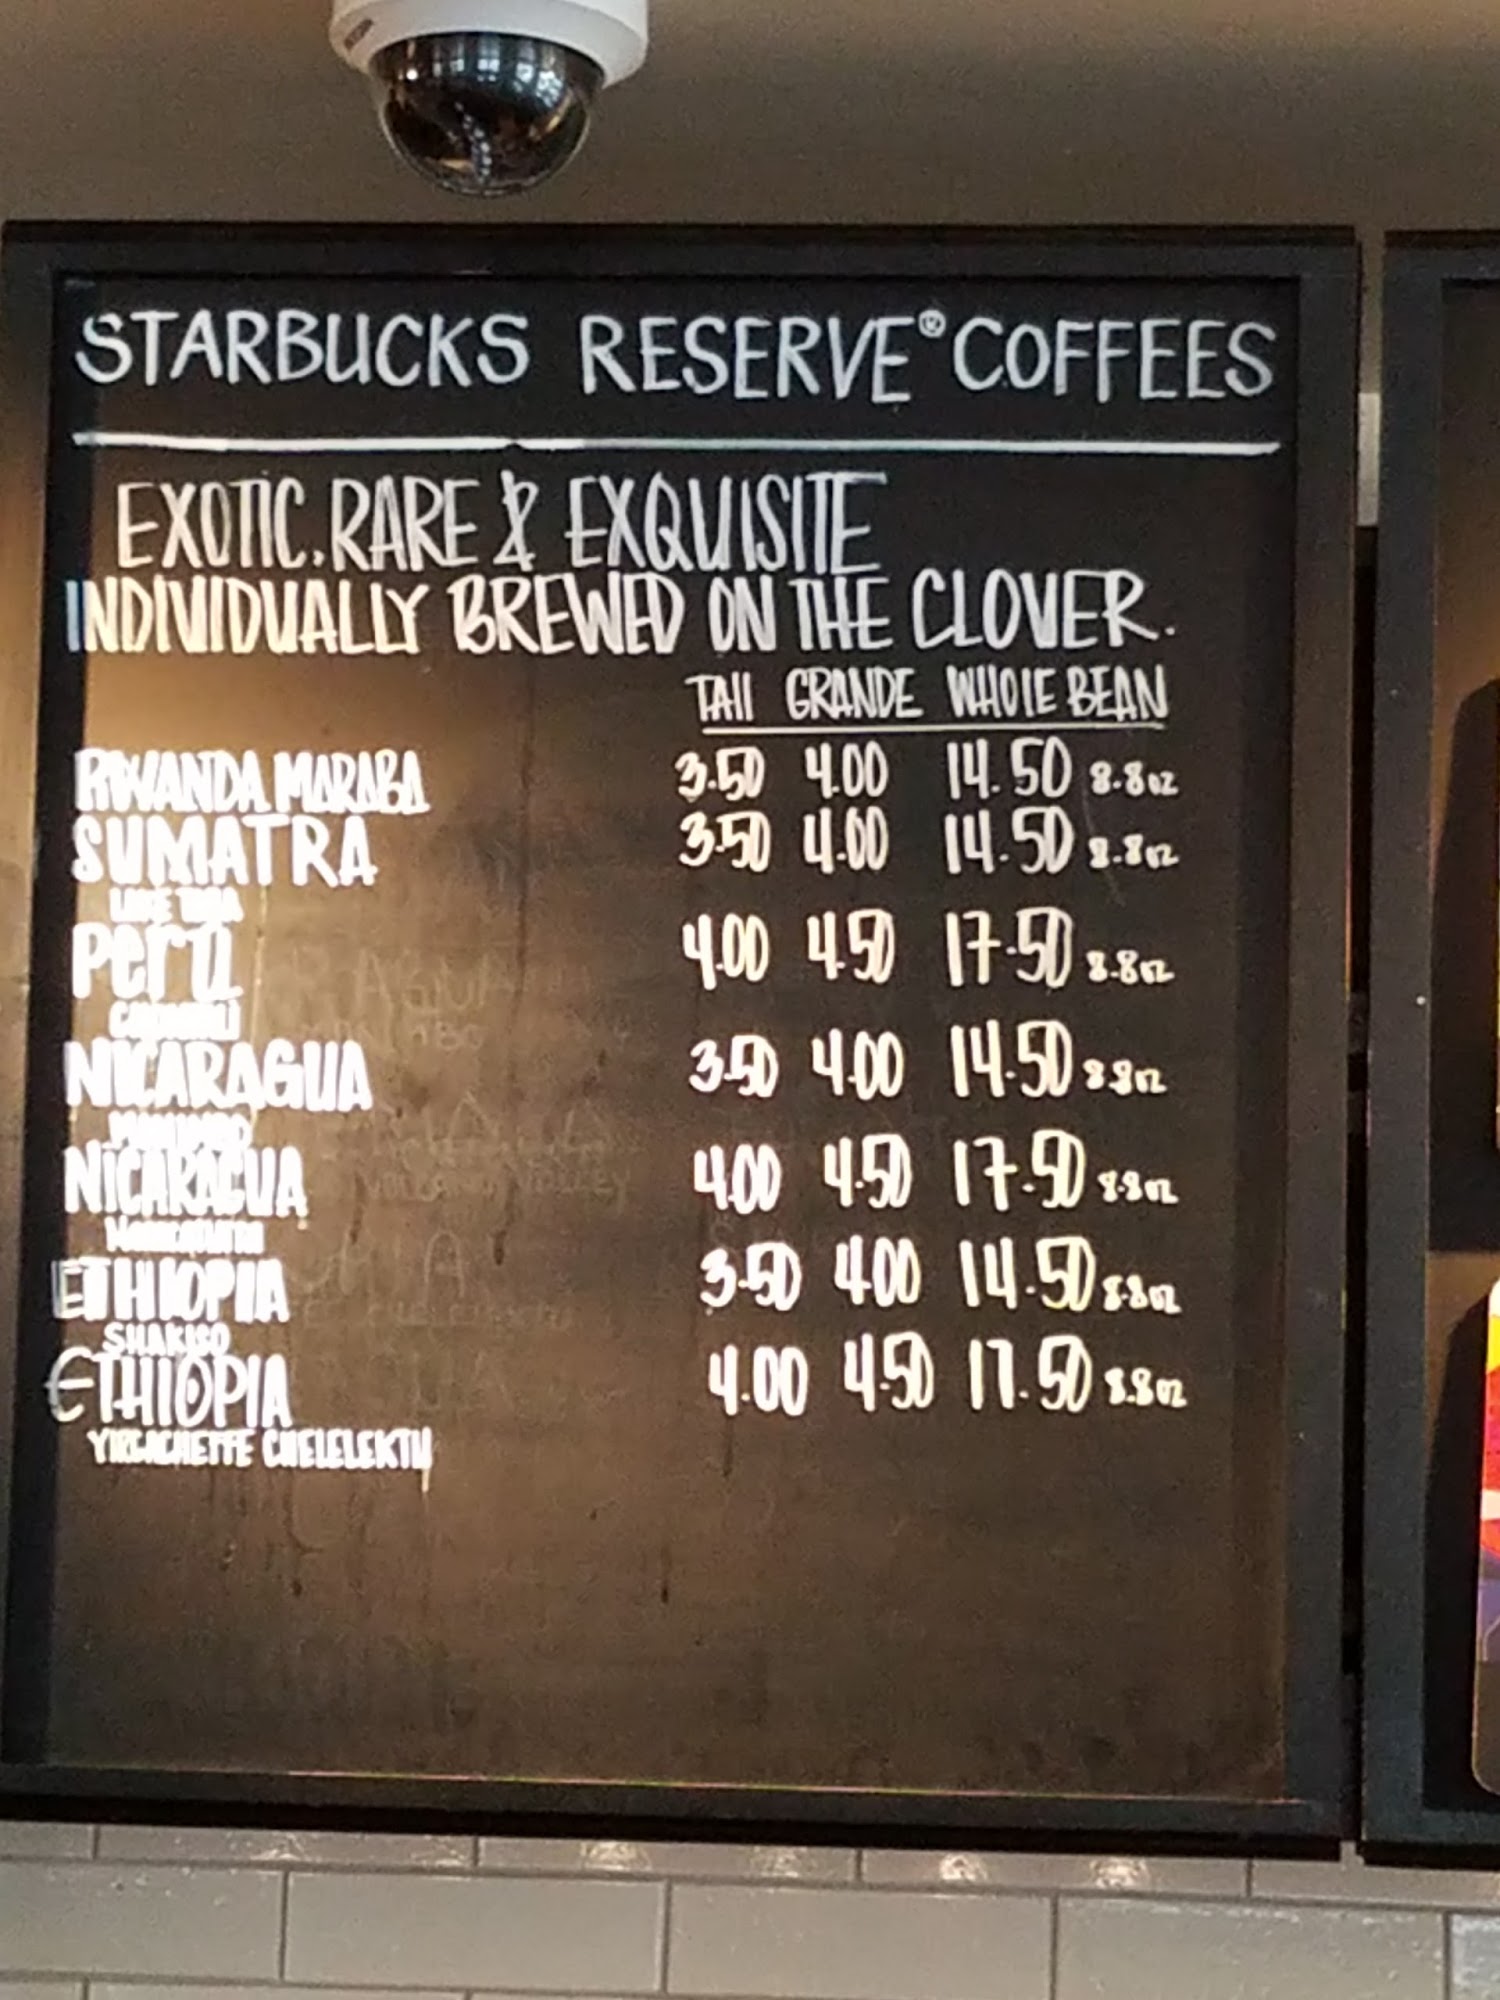 STARBUCKS RESERVE® COFFEES
EXOTIC, RARE & EXQUISITE
INDIVIDUALLY BREWED ON THE CLOVER.
TAll GRANDE WHOlE BEAN
RWANDA MARABA 3.50 4.00 14.50 8.8oz
SUMATRA 3.50 4.00 14.50 8.8oz
LAKE TOBA
PERU 4.00 4.50 17.50 8.8oz
NICARAGUA 3.50 4.00 14.50 8.8oz
NICARAGUA 4.00 4.50 17.50 8.8oz
ETHIOPIA 3.50 4.00 14.50 8.8oz
SHAKISO
ETHIOPIA 4.00 4.50 17.50 8.8oz
YIRGACHEFFE CHELELEKTU